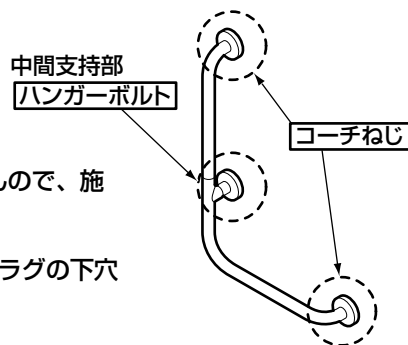 中間支持部
ハンガーボルト
コーチねじ
ので、施
ラグの下穴